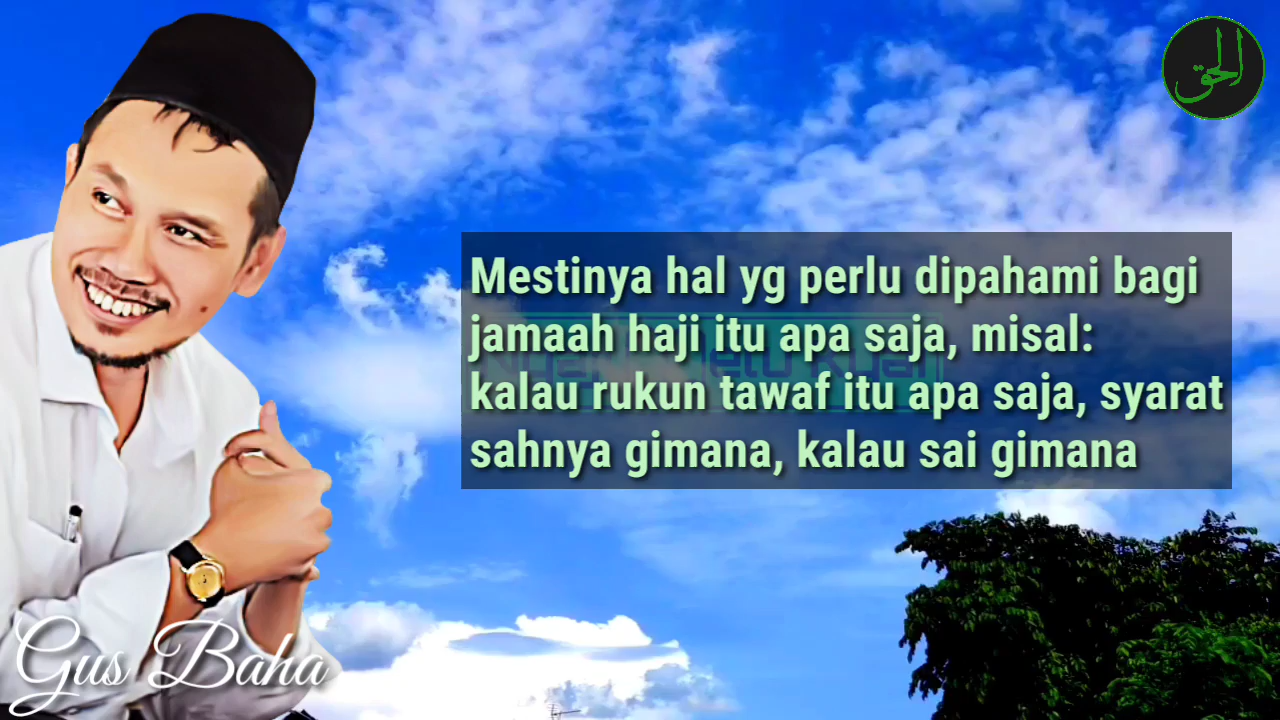 الحق
Mestinya hal yg perlu dipahami bagi
jamaah haji itu apa saja, misal:
kalau rukun tawaf itu apa saja, syarat
sahnya gimana, kalau sai gimana
Gus Baha